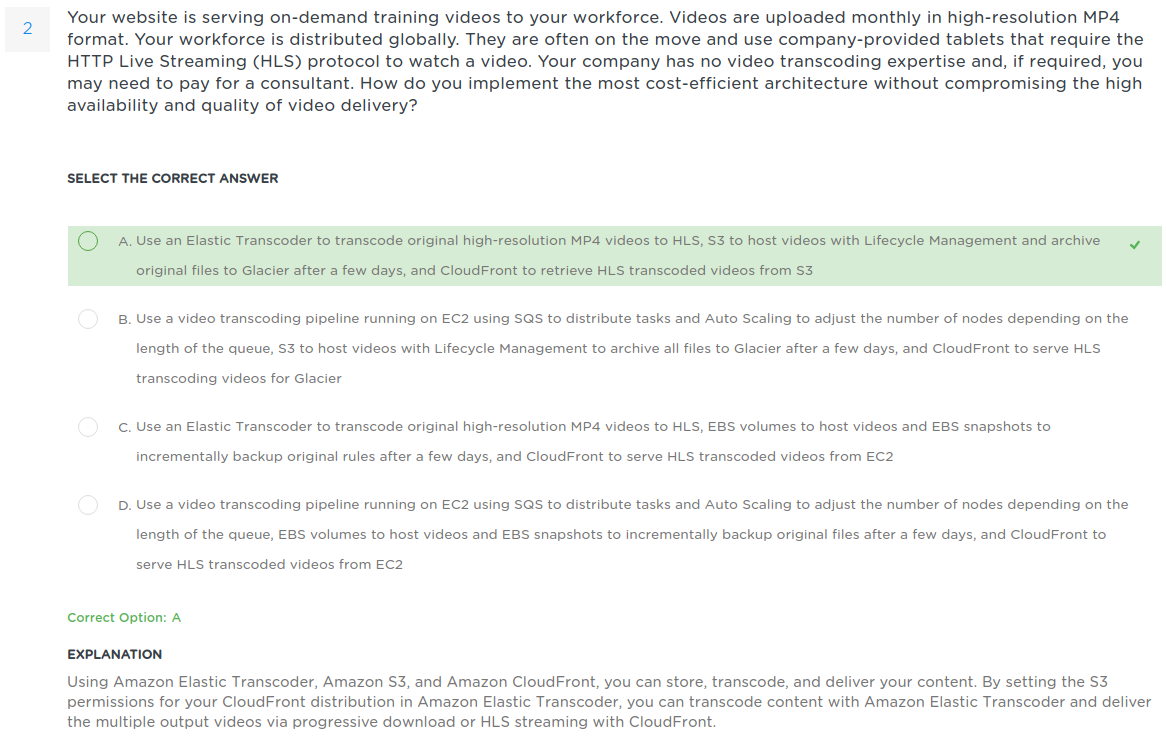 2
Your website is serving on-demand training videos to your workforce. Videos are uploaded monthly in high-resolution MP4
format. Your workforce is distributed globally. They are often on the move and use company-provided tablets that require the
HTTP Live Streaming (HLS) protocol to watch a video. Your company has no video transcoding expertise and, if required, you
may need to pay for a consultant. How do you implement the most cost-efficient architecture without compromising the high
availability and quality of video delivery?
SELECT THE CORRECT ANSWER
A. Use an Elastic Transcoder to transcode original high-resolution MP4 videos to HLS, S3 to host videos with Lifecycle Management and archive
original files to Glacier after a few days, and CloudFront to retrieve HLS transcoded videos from S3
B. Use a video transcoding pipeline running on EC2 using SQS to distribute tasks and Auto Scaling to adjust the number of nodes depending on the
length of the queue, S3 to host videos with Lifecycle Management to archive all files to Glacier after a few days, and CloudFront to serve HLS
transcoding videos for Glacier
C. Use an Elastic Transcoder to transcode original high-resolution MP4 videos to HLS, EBS volumes to host videos and EBS snapshots to
incrementally backup original rules after a few days, and CloudFront to serve HLS transcoded videos from EC2
D. Use a video transcoding pipeline running on EC2 using SQS to distribute tasks and Auto Scaling to adjust the number of nodes depending on the
length of the queue, EBS volumes to host videos and EBS snapshots to incrementally backup original files after a few days, and CloudFront to
serve HLS transcoded videos from EC2
Correct Option: A
EXPLANATION
Using Amazon Elastic Transcoder, Amazon S3, and Amazon CloudFront, you can store, transcode, and deliver your content. By setting the S3
permissions for your CloudFront distribution in Amazon Elastic Transcoder, you can transcode content with Amazon Elastic Transcoder and deliver
the multiple output videos via progressive download or HLS streaming with CloudFront.